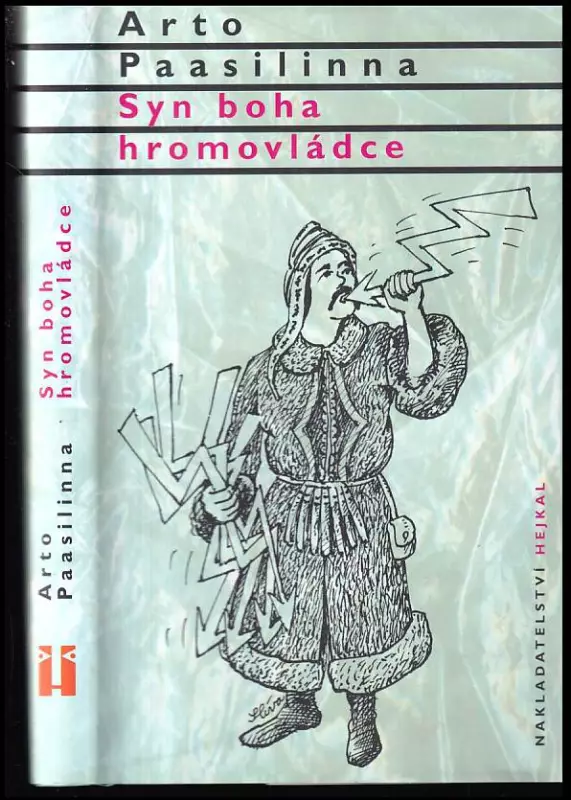 Arto
Paasilinna
Syn boha
hromovládce
Syn boha
hromovládce
Arto
Paasilinna
NAKLADATELSTVÍ HEJKAL